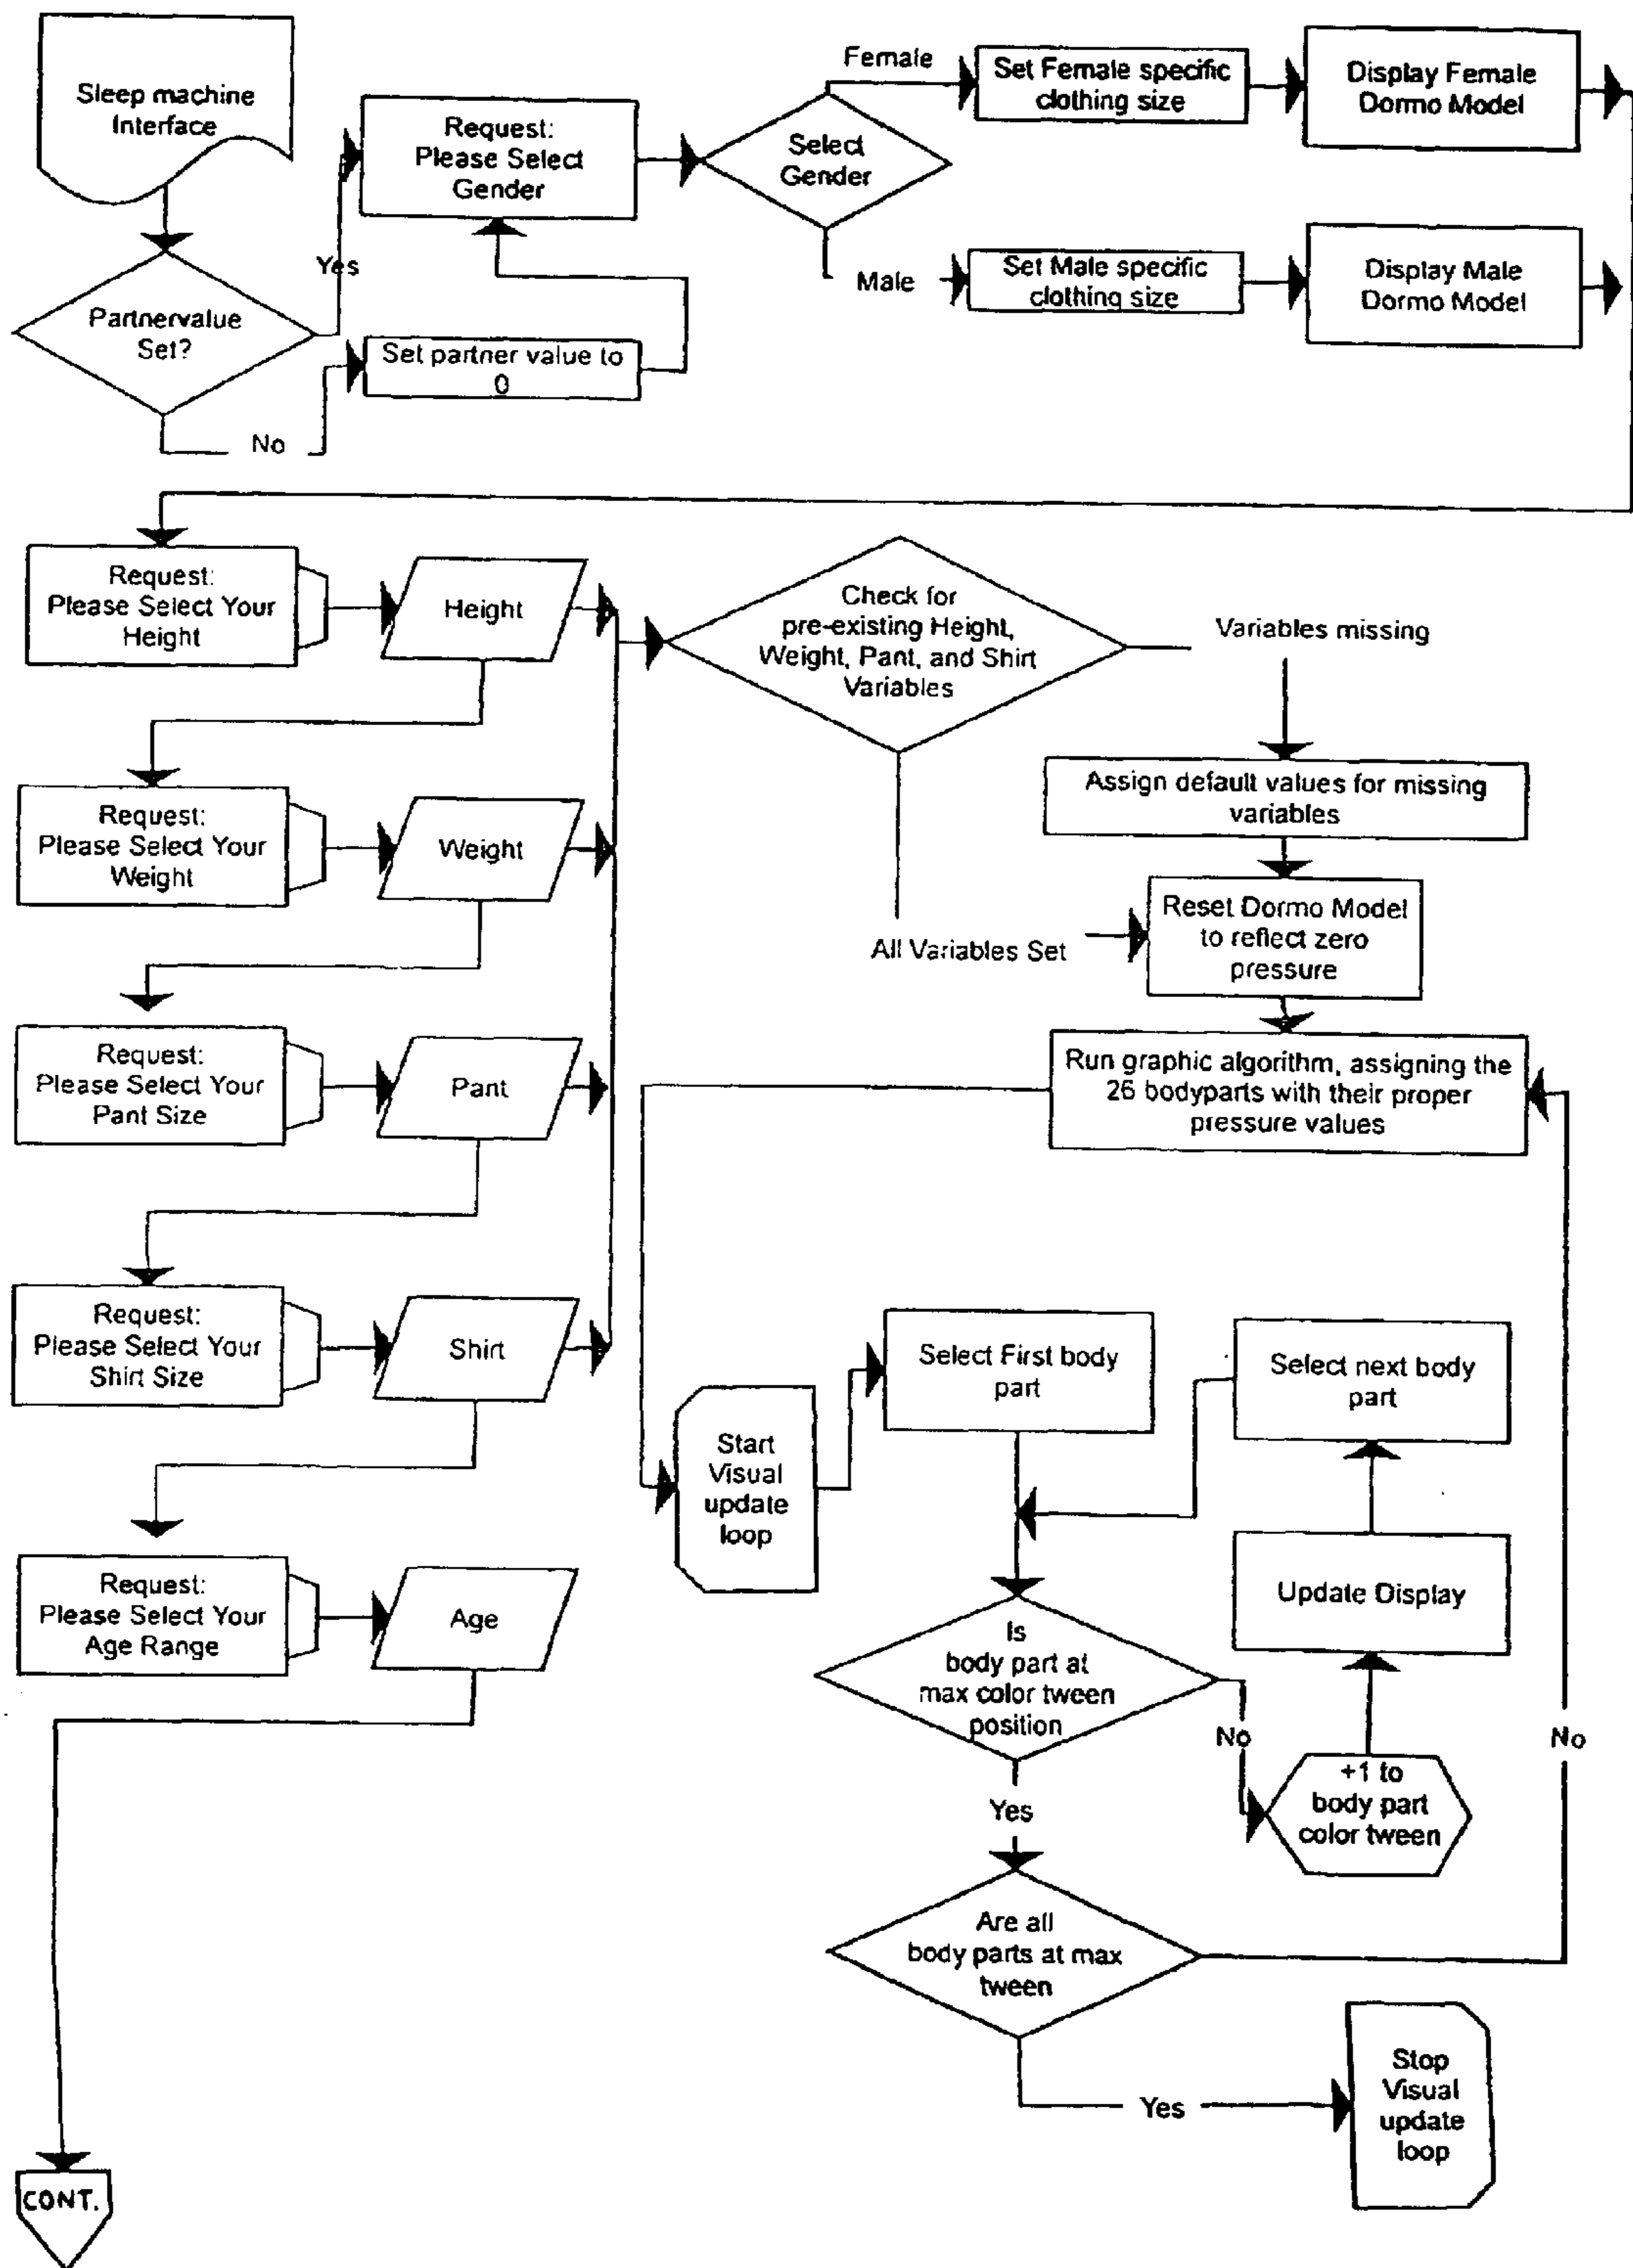 Sleep machine
Interface
Partnervalue
Set?
Yes
No
Set partner value to
0
Request:
Please Select
Gender
Select
Gender
Female
Set Female specific
clothing size
Display Female
Dormo Model
Male
Set Male specific
clothing size
Display Male
Dormo Model
Request:
Please Select Your
Height
Height
Request:
Please Select Your
Weight
Weight
Request:
Please Select Your
Pant Size
Pant
Request:
Please Select Your
Shirt Size
Shirt
Request:
Please Select Your
Age Range
Age
CONT.
Check for
pre-existing Height,
Weight, Pant, and Shirt
Variables
Variables missing
Assign default values for missing
variables
All Variables Set
Reset Dormo Model
to reflect zero
pressure
Run graphic algorithm, assigning the
26 bodyparts with their proper
pressure values
Start
Visual
update
loop
Select First body
part
Select next body
part
Update Display
Is
body part at
max color tween
position
No
+1 to
body part
color tween
Yes
Are all
body parts at max
tween
No
Yes
Stop
Visual
update
loop